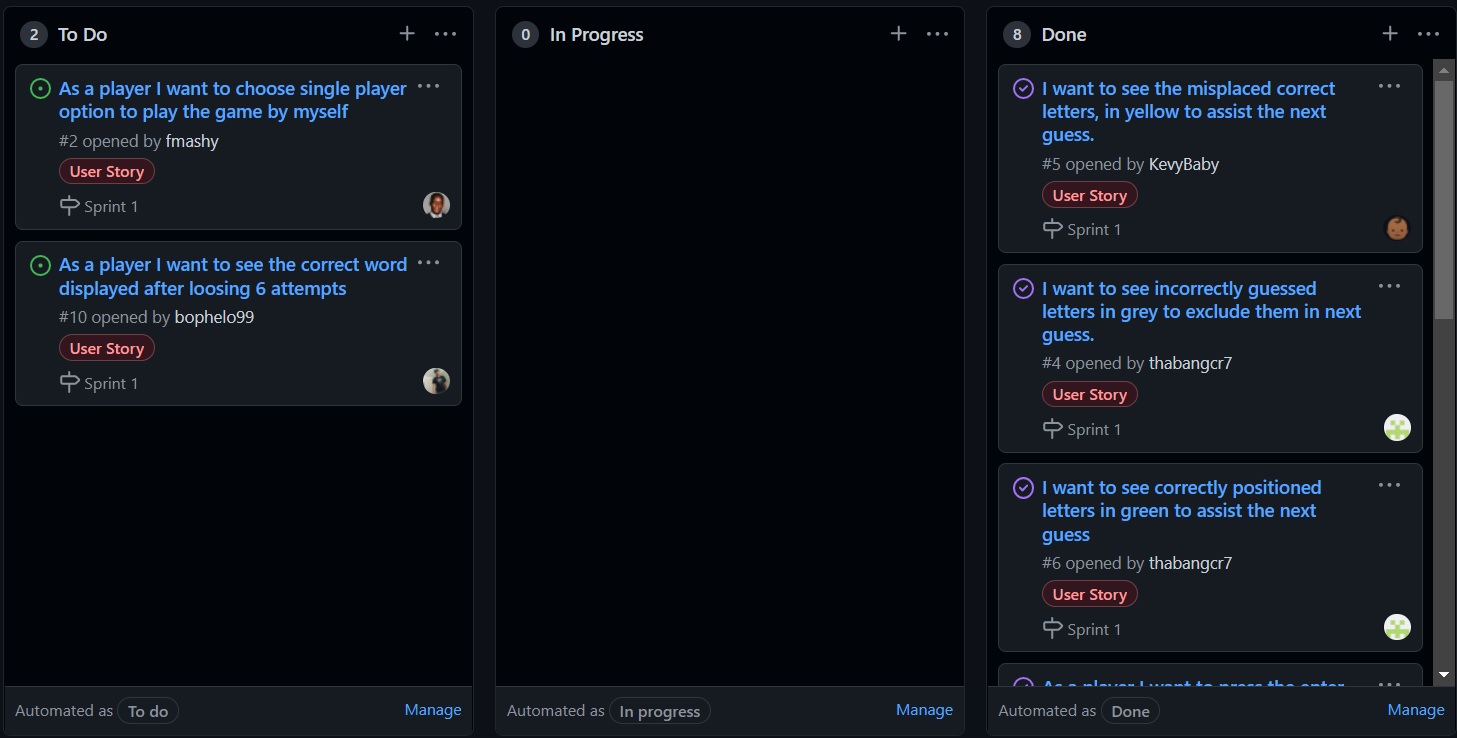 2 To Do
As a player I want to choose single player
option to play the game by myself
#2 opened by fmashy
User Story
Sprint 1
As a player I want to see the correct word
displayed after loosing 6 attempts
#10 opened by bophelo99
User Story
Sprint 1
Automated as To do Manage
0 In Progress
Automated as In progress Manage
8 Done
I want to see the misplaced correct
letters, in yellow to assist the next
guess.
#5 opened by KevyBaby
User Story
Sprint 1
I want to see incorrectly guessed
letters in grey to exclude them in next
guess.
#4 opened by thabangcr7
User Story
Sprint 1
I want to see correctly positioned
letters in green to assist the next
guess
#6 opened by thabangcr7
User Story
Sprint 1
As a player I want to press the enter
Automated as Done Manage